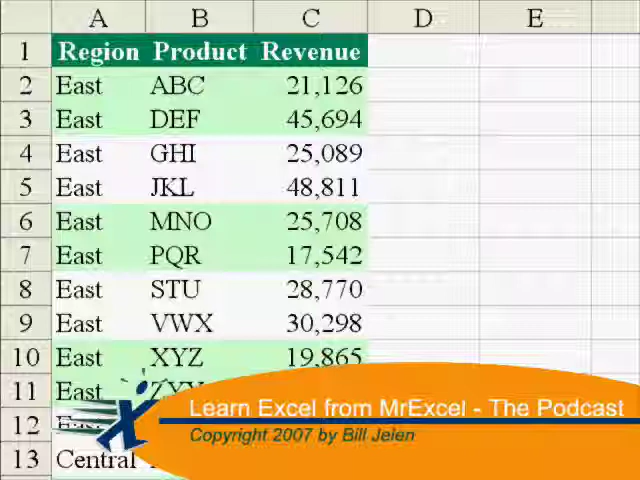 A B C D E
1 Region Product Revenue
2 East ABC 21,126
3 East DEF 45,694
4 East GHI 25,089
5 East JKL 48,811
6 East MNO 25,708
7 East PQR 17,542
8 East STU 28,770
9 East VWX 30,298
10 East XYZ 19,865
11 East
12
13 Central
Learn Excel from MrExcel - The Podcast
Copyright 2007 by Bill Jelen